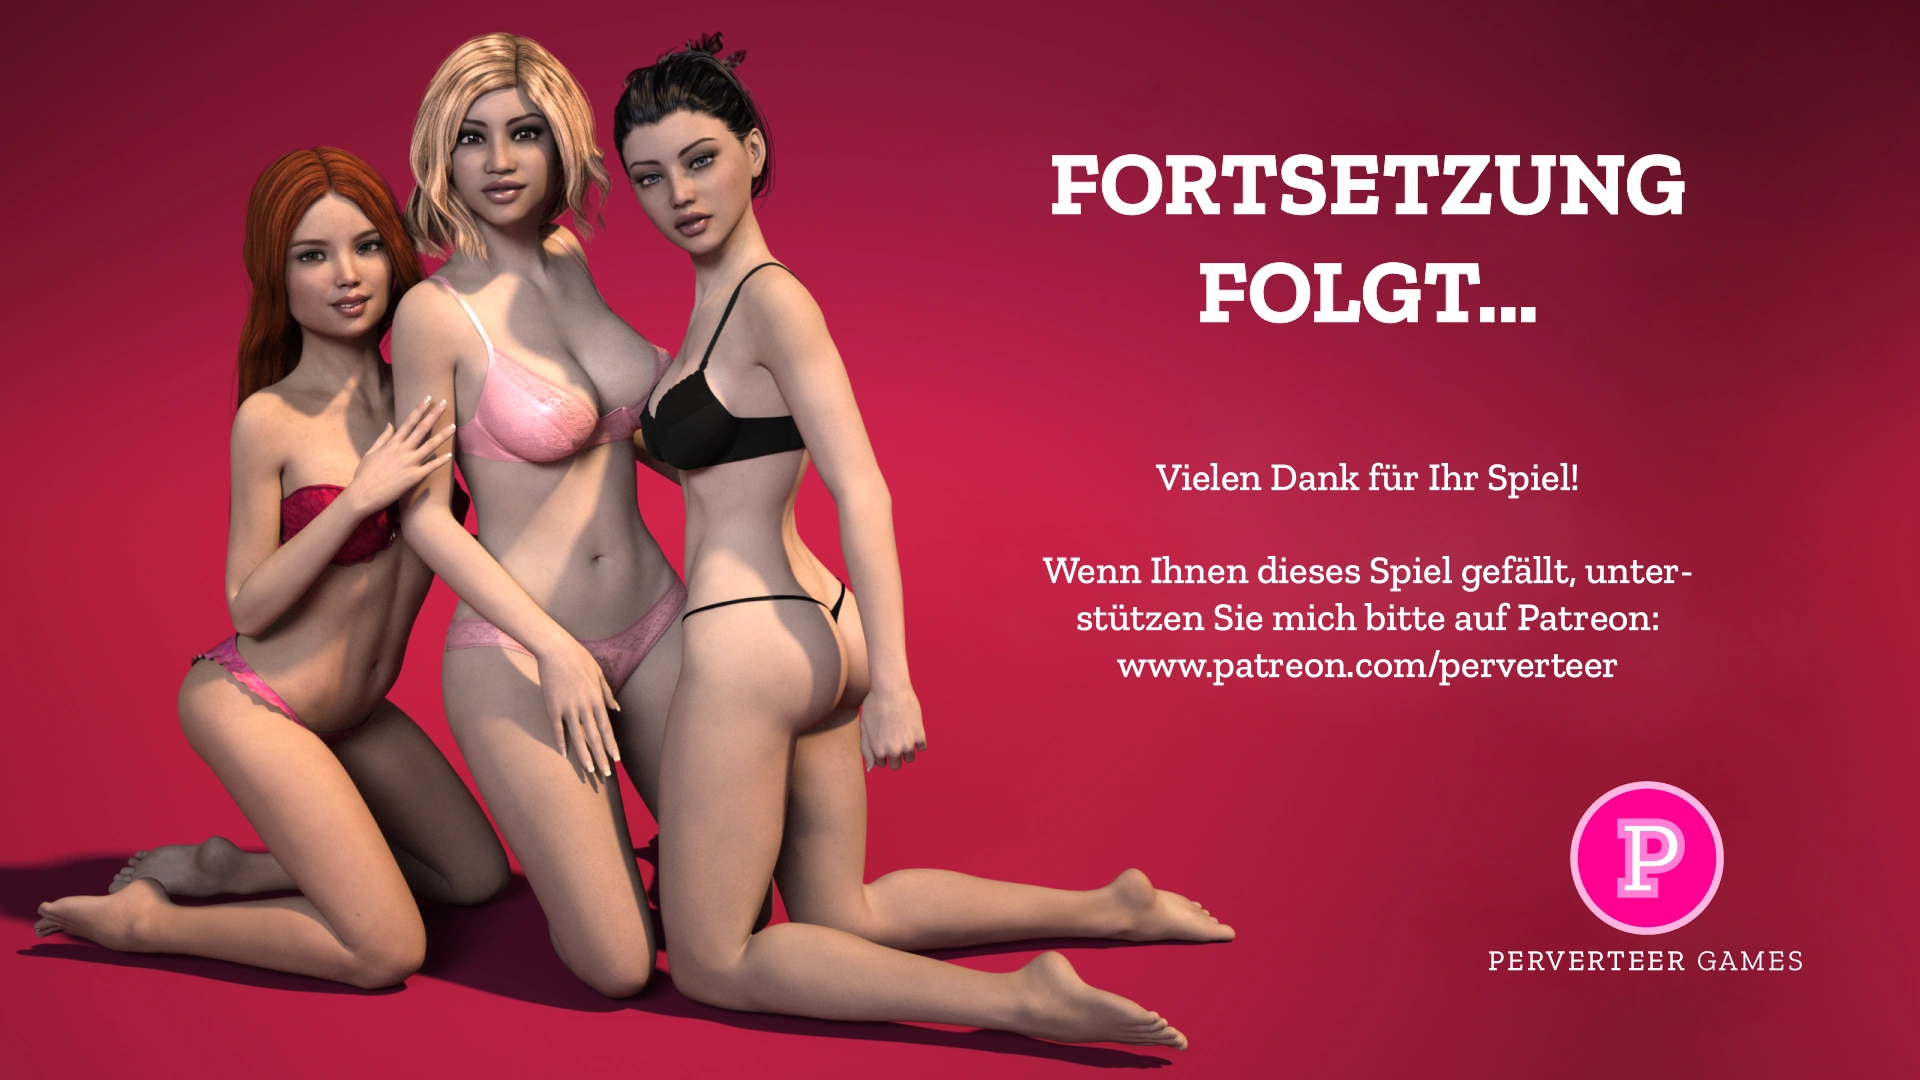 FORTSETZUNG
FOLGT...
Vielen Dank für Ihr Spiel!
Wenn Ihnen dieses Spiel gefällt, unter-
stützen Sie mich bitte auf Patreon:
www.patreon.com/perverteer
P
PERVERTEER GAMES